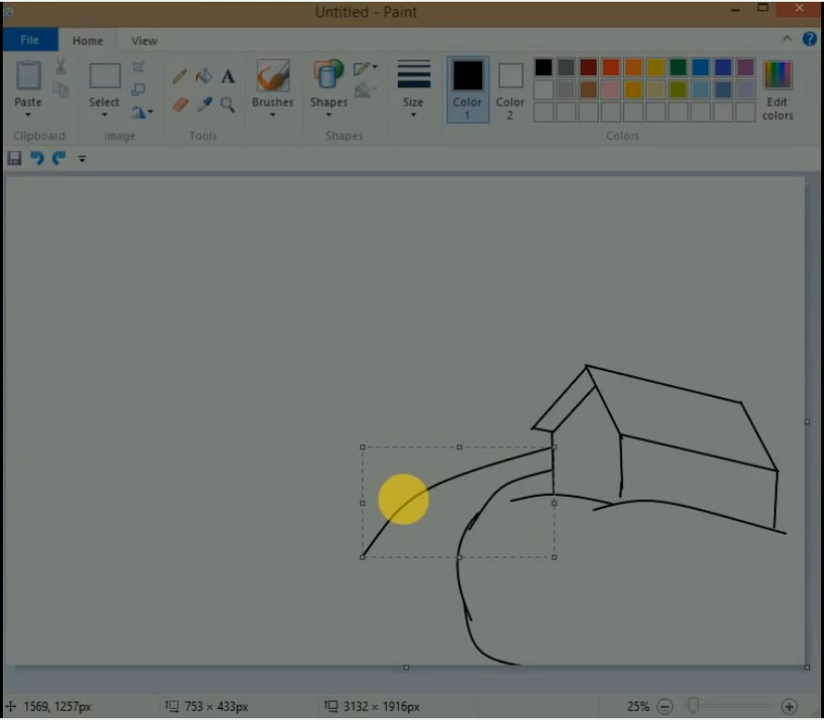 Untitled - Paint
File Home View
Paste Select Brushes Shapes Size Color 1 Color 2 Edit colors
Clipboard Image Tools Shapes Colors
1569, 1257px 753 × 433px 3132 × 1916px 25%